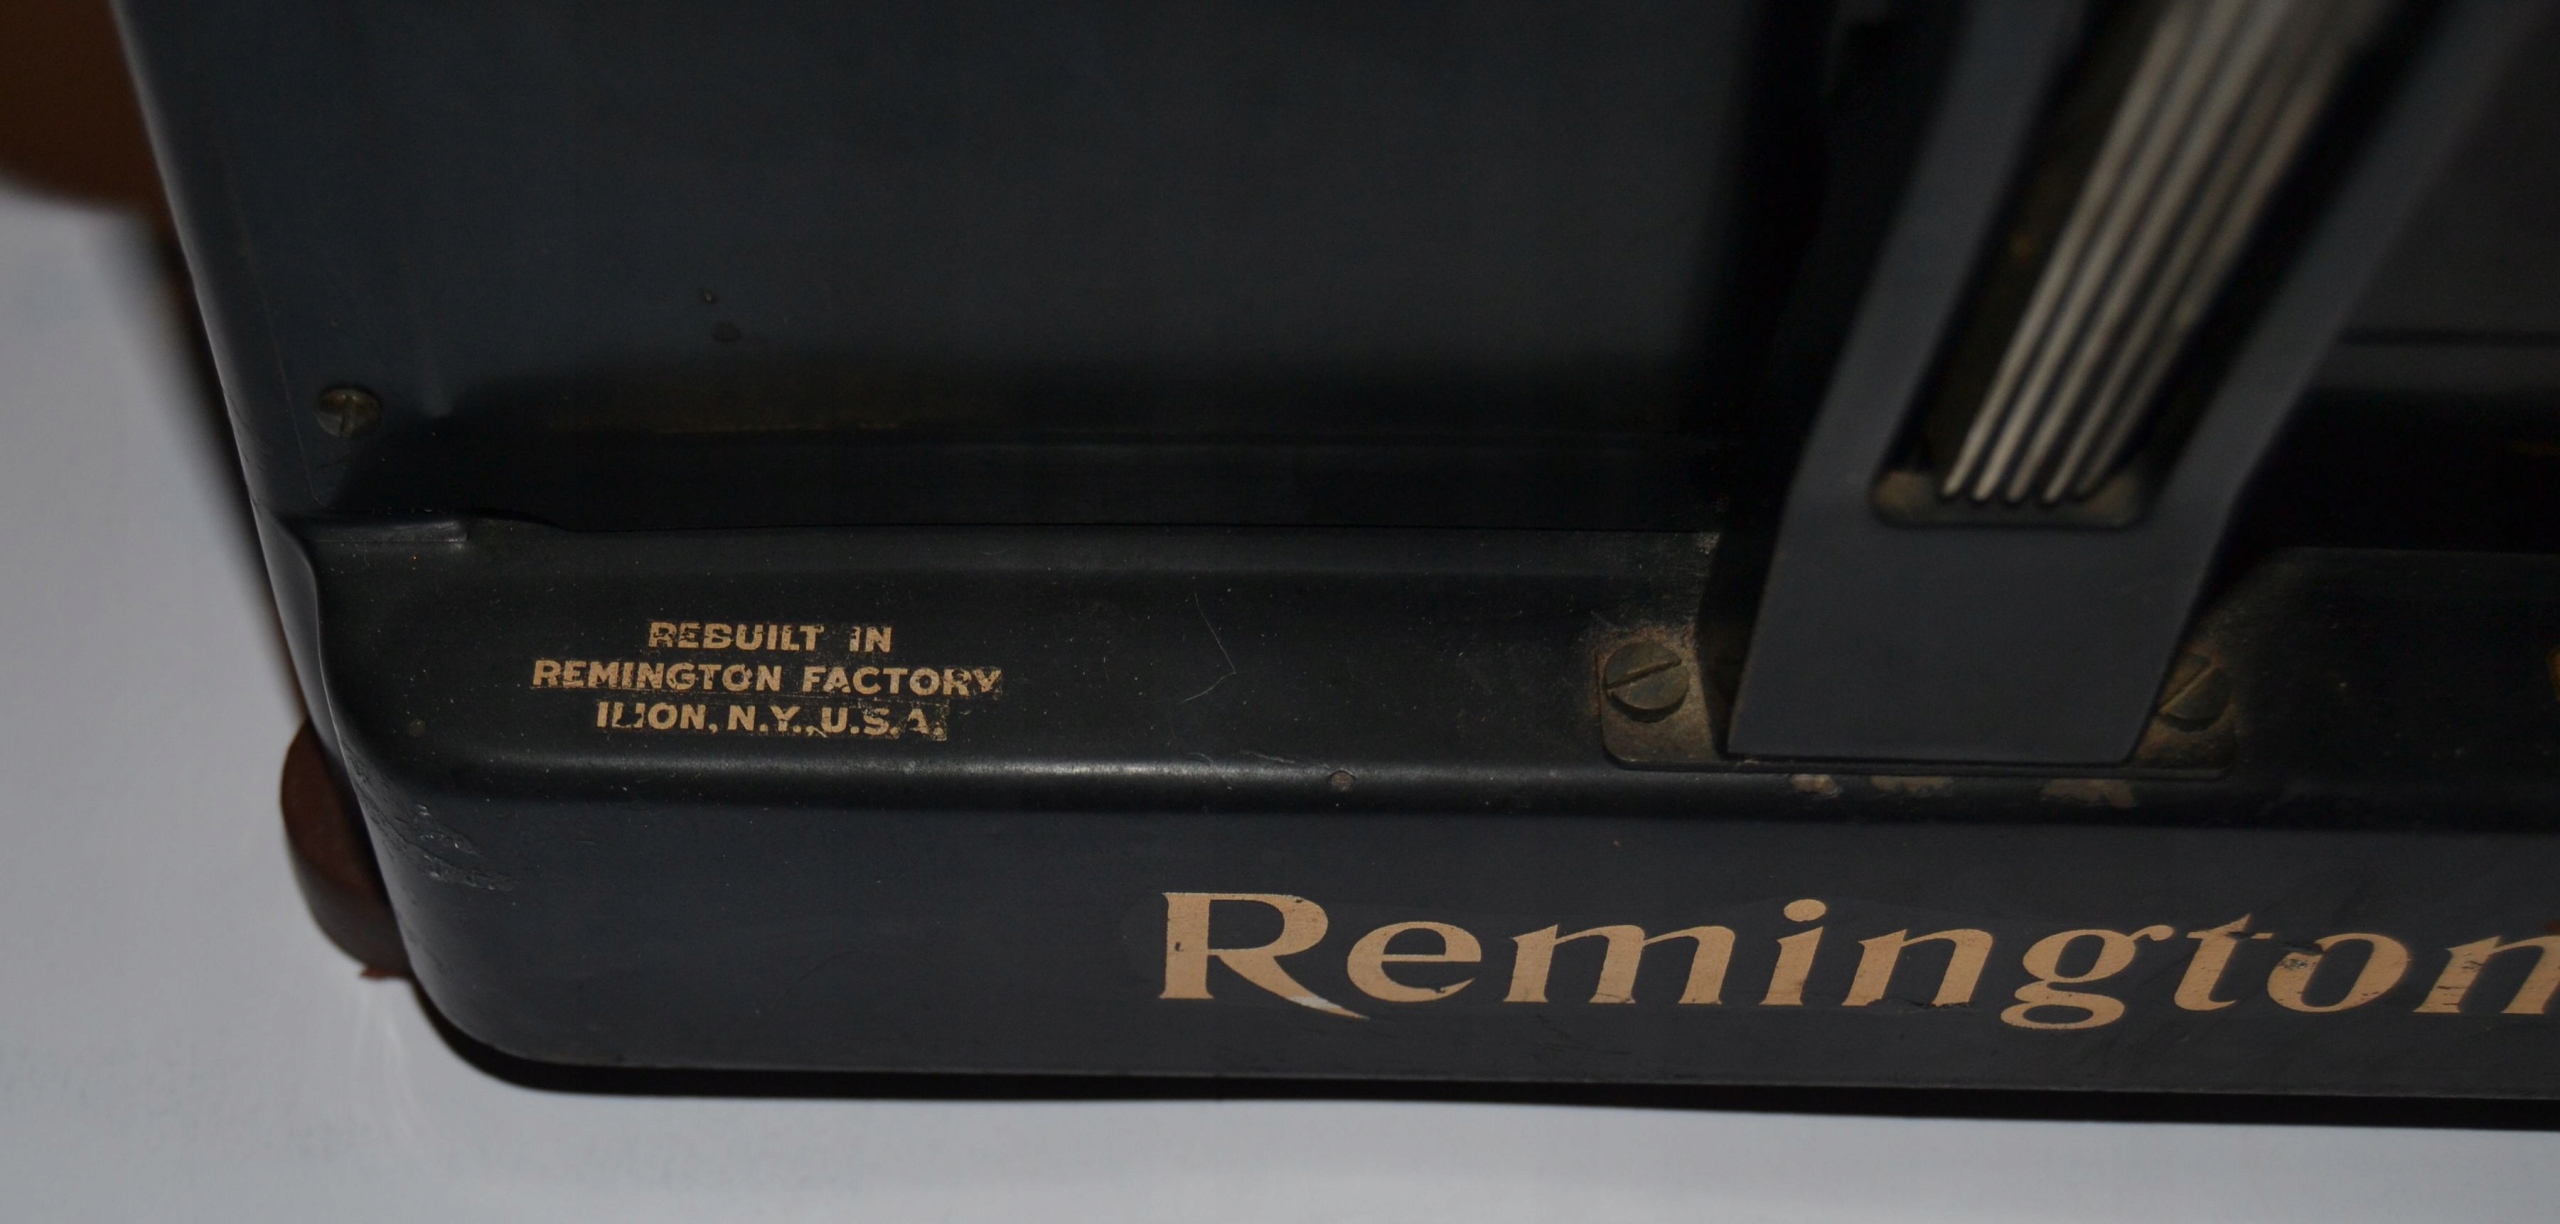 REBUILT IN
REMINGTON FACTORY
ILION, N.Y., U.S.A.
Remington